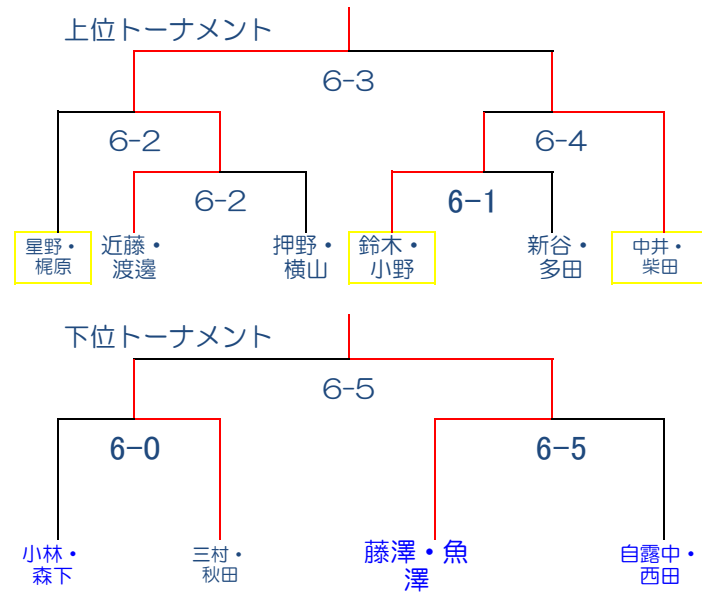 上位トーナメント
6-3
6-2
6-4
6-2
6-1
星野・
梶原
近藤・
渡邊
押野・
横山
鈴木・
小野
新谷・
多田
中井・
柴田
下位トーナメント
6-5
6-0
6-5
小林・
森下
三村・
秋田
藤澤・魚
澤
自露中・
西田